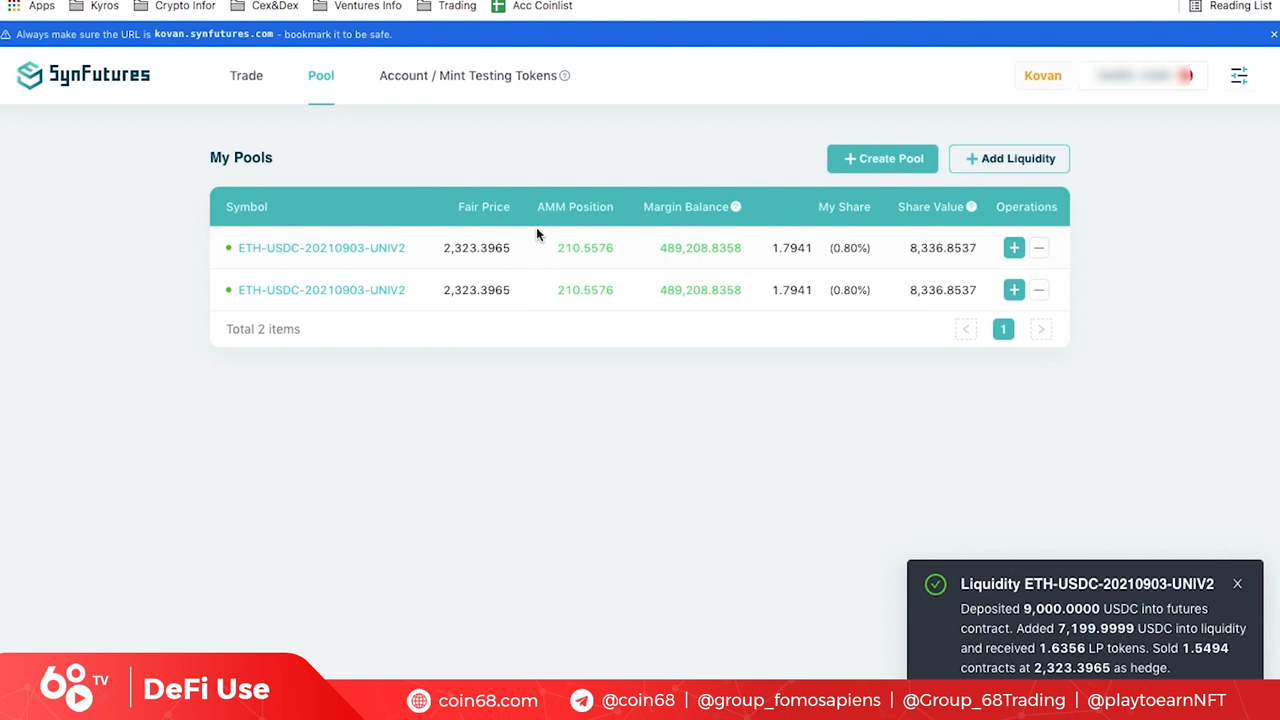 Apps Kyros Crypto Infor Cex&Dex Ventures Info Trading Acc Coinlist Reading List
Always make sure the URL is kovan.synfutures.com - bookmark it to be safe. ×
SynFutures Trade Pool Account / Mint Testing Tokens ? Kovan
My Pools + Create Pool + Add Liquidity
Symbol Fair Price AMM Position Margin Balance ? My Share Share Value ? Operations
ETH-USDC-20210903-UNIV2 2,323.3965 210.5576 489,208.8358 1.7941 (0.80%) 8,336.8537 + −
ETH-USDC-20210903-UNIV2 2,323.3965 210.5576 489,208.8358 1.7941 (0.80%) 8,336.8537 + −
Total 2 items < 1 >
Liquidity ETH-USDC-20210903-UNIV2 ×
Deposited 9,000.0000 USDC into futures
contract. Added 7,199.9999 USDC into liquidity
and received 1.6356 LP tokens. Sold 1.5494
contracts at 2,323.3965 as hedge.
68 TV DeFi Use coin68.com @coin68 | @group_fomosapiens | @Group_68Trading | @playtoearnNFT